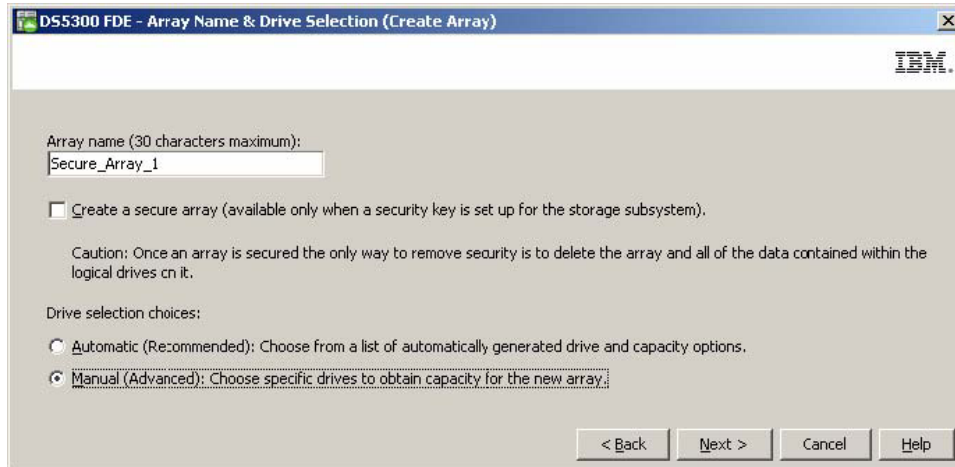 DS5300 FDE - Array Name & Drive Selection (Create Array)
IBM.
Array name (30 characters maximum):
Secure_Array_1
Create a secure array (available only when a security key is set up for the storage subsystem).
Caution: Once an array is secured the only way to remove security is to delete the array and all of the data contained within the
logical drives cn it.
Drive selection choices:
Automatic (Recommended): Choose from a list of automatically generated drive and capacity options.
Manual (Advanced): Choose specific drives to obtain capacity for the new array.
< Back
Next >
Cancel
Help